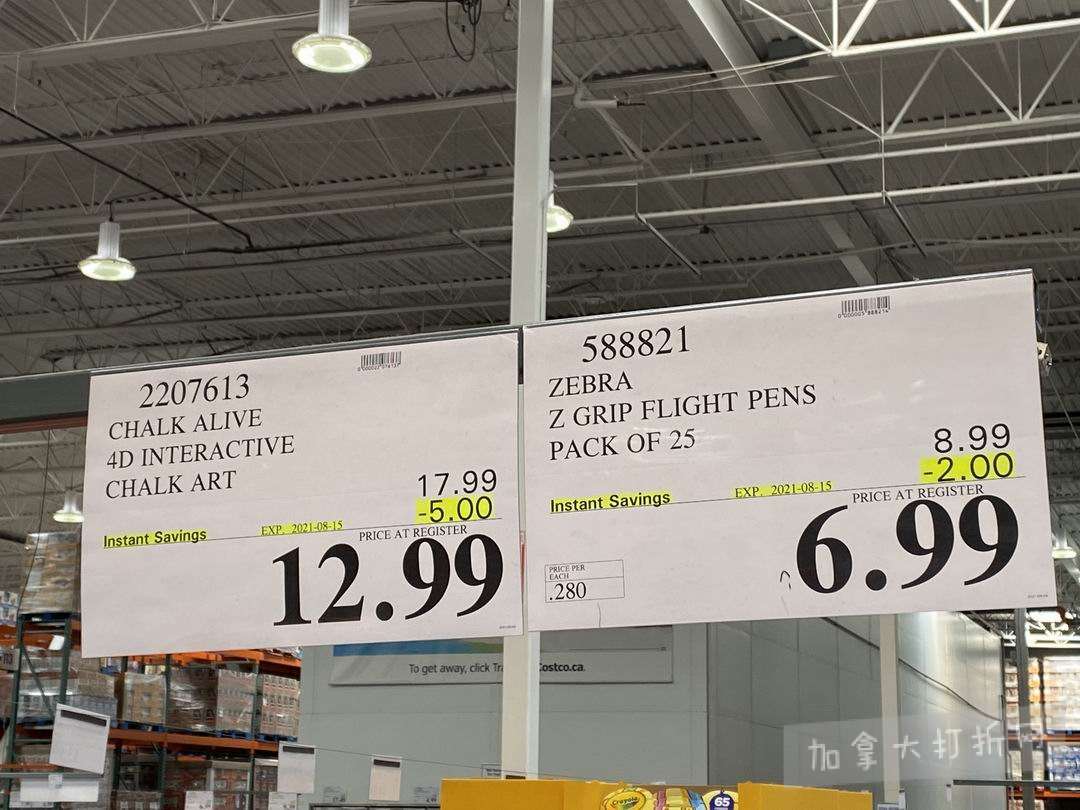 2207613
CHALK ALIVE
4D INTERACTIVE
CHALK ART
17.99
-5.00
Instant Savings
EXP. 2021-08-15
PRICE AT REGISTER
12.99
588821
ZEBRA
Z GRIP FLIGHT PENS
PACK OF 25
8.99
-2.00
Instant Savings
EXP. 2021-08-15
PRICE AT REGISTER
6.99
PRICE PER
EACH
.280
To get away, click
ostco.ca.
Crayola
65
加拿大打折网